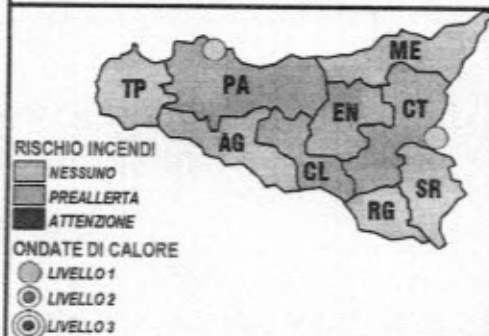 ME
TP
PA
EN
CT
AG
CL
SR
RG
RISCHIO INCENDI
NESSUNO
PREALLERTA
ATTENZIONE
ONDATE DI CALORE
LIVELLO 1
LIVELLO 2
LIVELLO 3